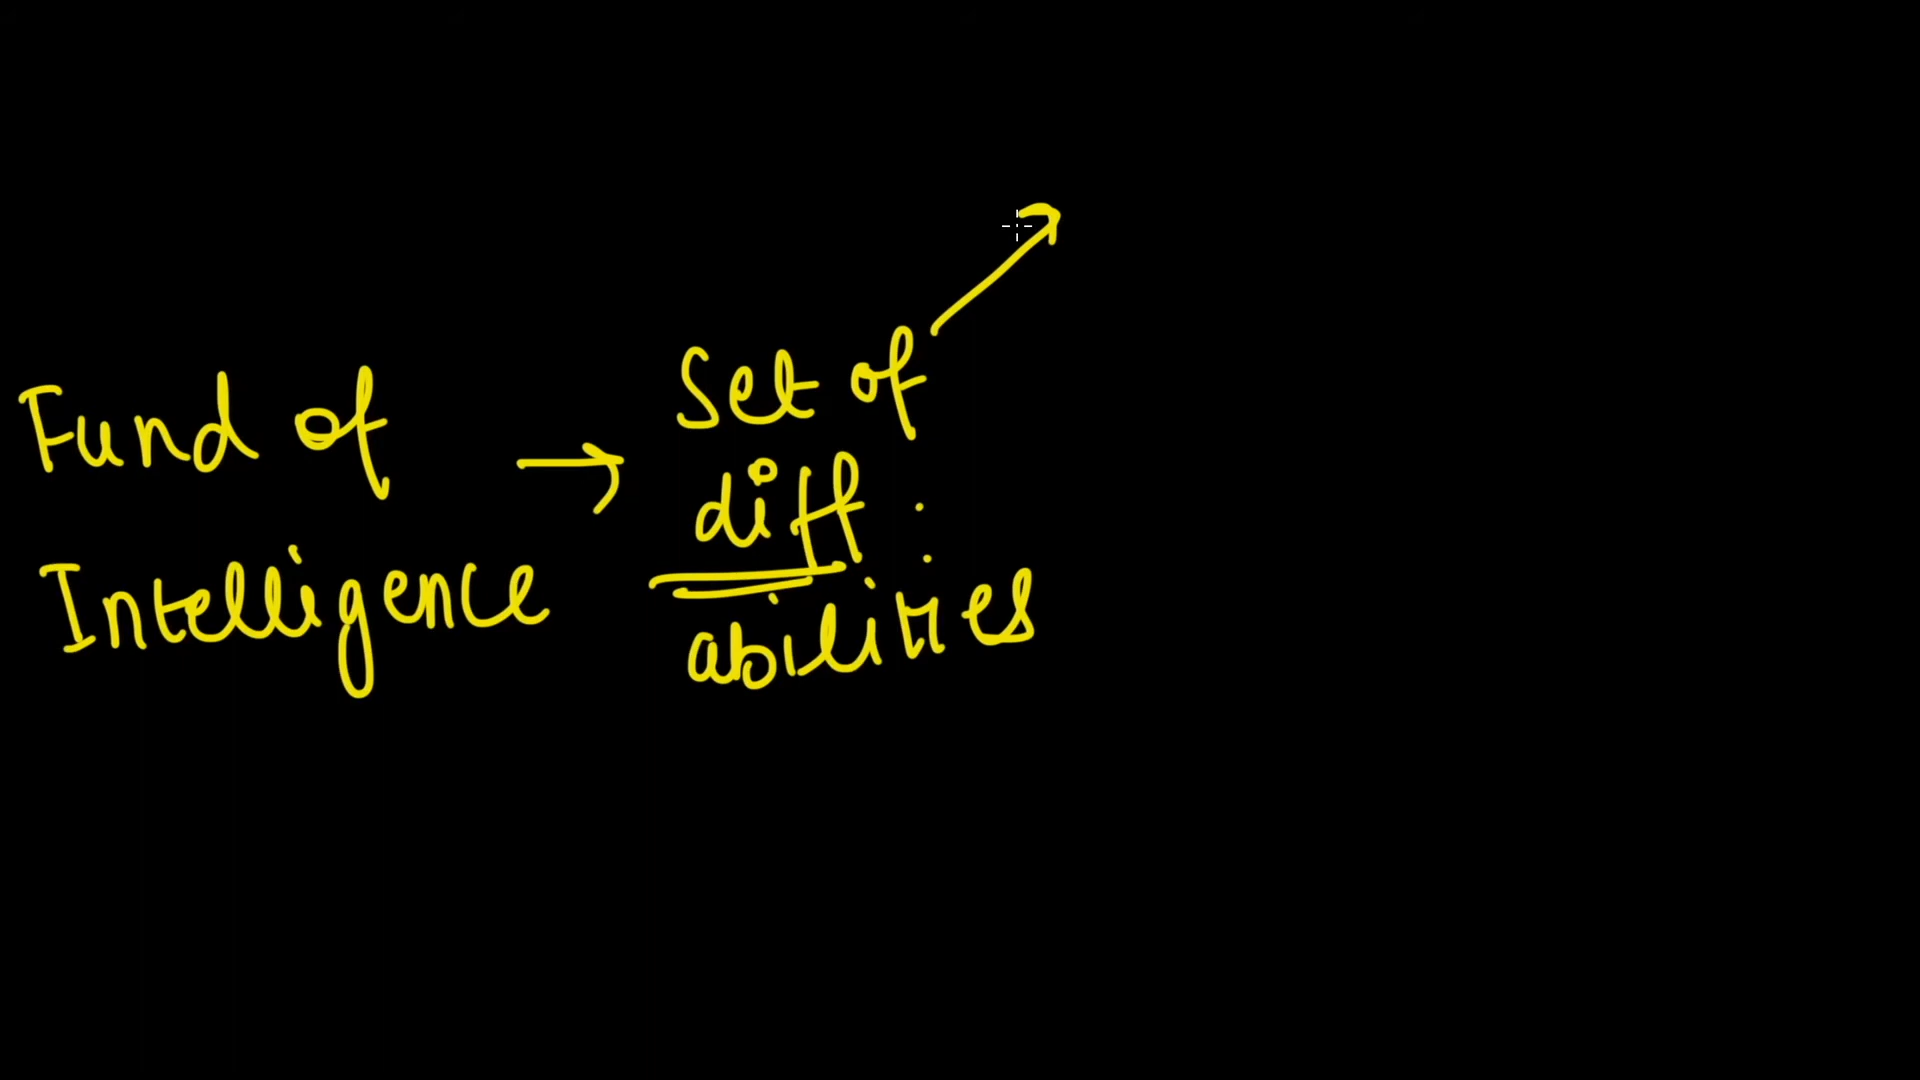 Fund of
Intelligence
→
Set of
diff.
abilities